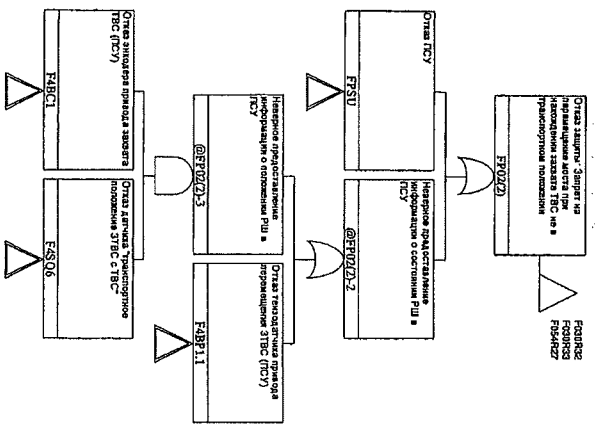 Отказ защиты "Запрет на
перемещение моста при
нахождении захвата ТВС не в
транспортном положении
FP02(2)
F030R32
F030R33
F054R27
Отказ ПСУ
FPSU
Неверное предоставление
информации о состоянии РШ в
ПСУ
@FP02(2)-2
Неверное предоставление
информации о положении РШ в
ПСУ
@FP02(2)-3
Отказ тензодатчика привода
перемещения ЗТВС (ПСУ)
F4BP1.1
Отказ энкодера привода захвата
ТВС (ПСУ)
F4BC1
Отказ датчика "транспортное
положение ЗТВС с ТВС"
F4SQ6